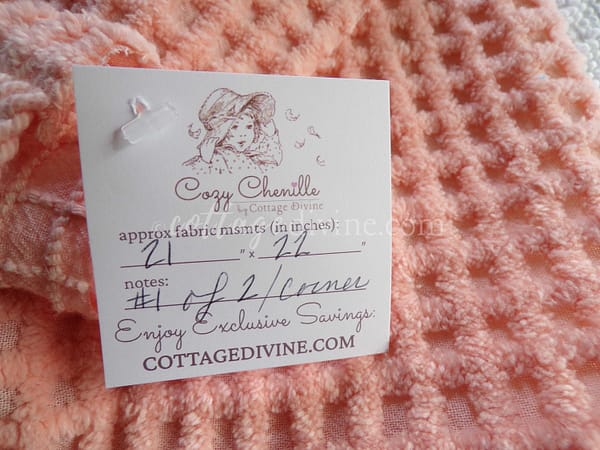 Cozy Chenille
by Cottage Divine
approx fabric msmts (in inches):
21 " x 22 "
notes:
#1 of 2/corner
Enjoy Exclusive Savings:
COTTAGEDIVINE.COM
©cottagedivine.com